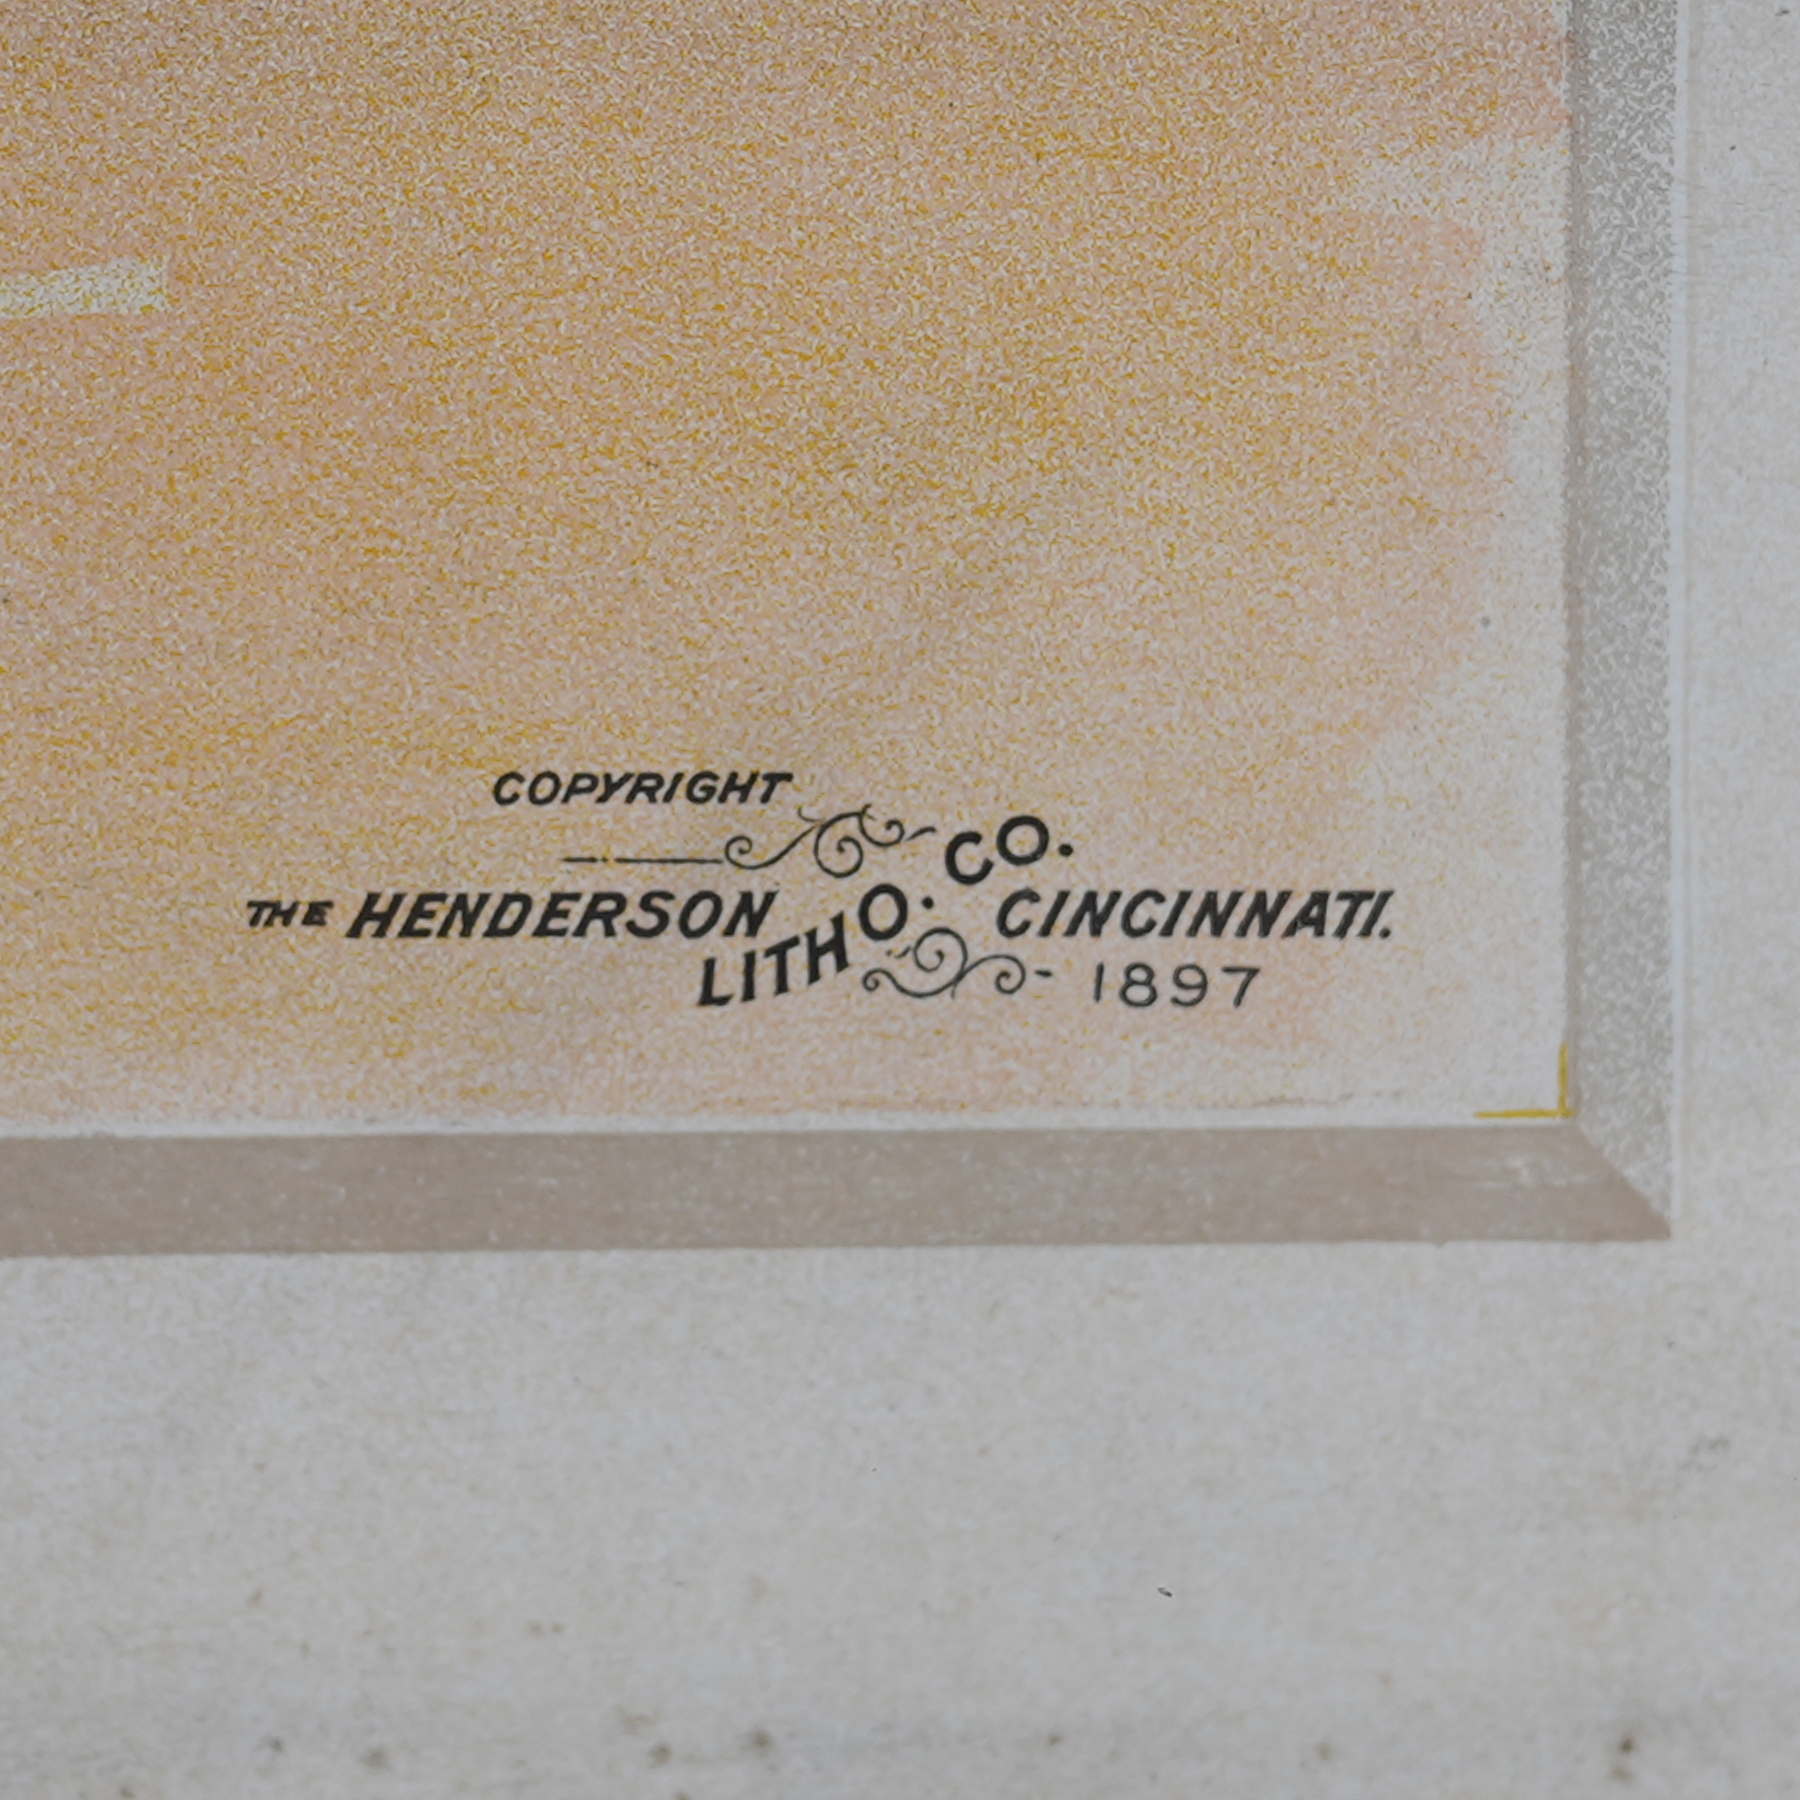 COPYRIGHT
THE HENDERSON LITHO. CO. CINCINNATI.
1897